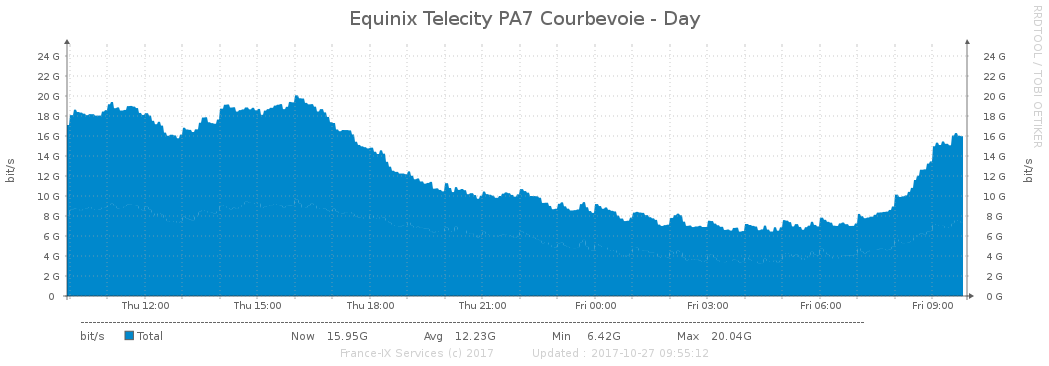 Equinix Telecity PA7 Courbevoie - Day
RRDTOOL / TOBI OETIKER
bit/s
24 G 24 G
22 G 22 G
20 G 20 G
18 G 18 G
16 G 16 G
14 G 14 G
12 G 12 G
10 G 10 G
8 G 8 G
6 G 6 G
4 G 4 G
2 G 2 G
0 0 G
bit/s
Thu 12:00 Thu 15:00 Thu 18:00 Thu 21:00 Fri 00:00 Fri 03:00 Fri 06:00 Fri 09:00
bit/s Total Now 15.95G Avg 12.23G Min 6.42G Max 20.04G
France-IX Services (c) 2017 Updated : 2017-10-27 09:55:12